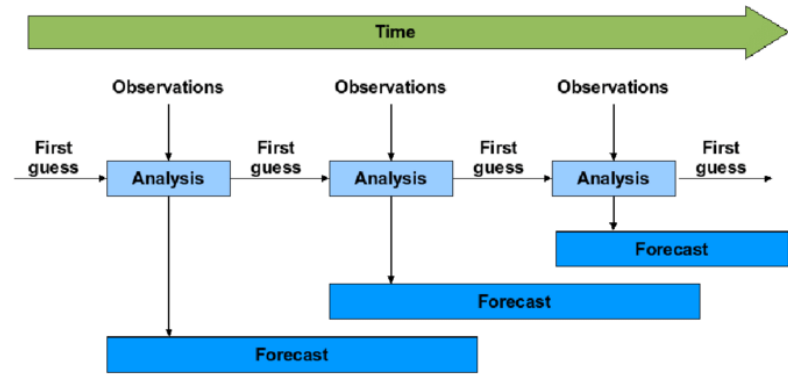 Time
Observations Observations Observations
First guess First guess First guess First guess
Analysis Analysis Analysis
Forecast
Forecast
Forecast